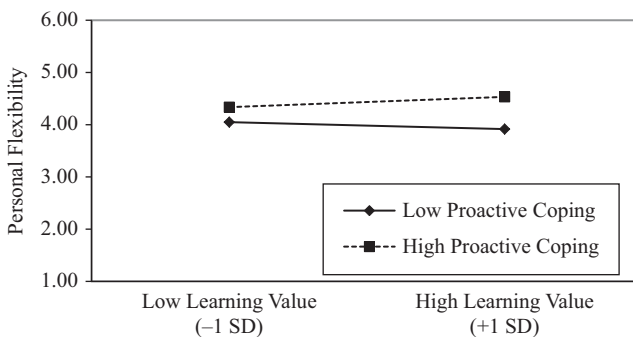 6.00
5.00
4.00
3.00
2.00
1.00
Personal Flexibility
Low Proactive Coping
High Proactive Coping
Low Learning Value
(–1 SD)
High Learning Value
(+1 SD)